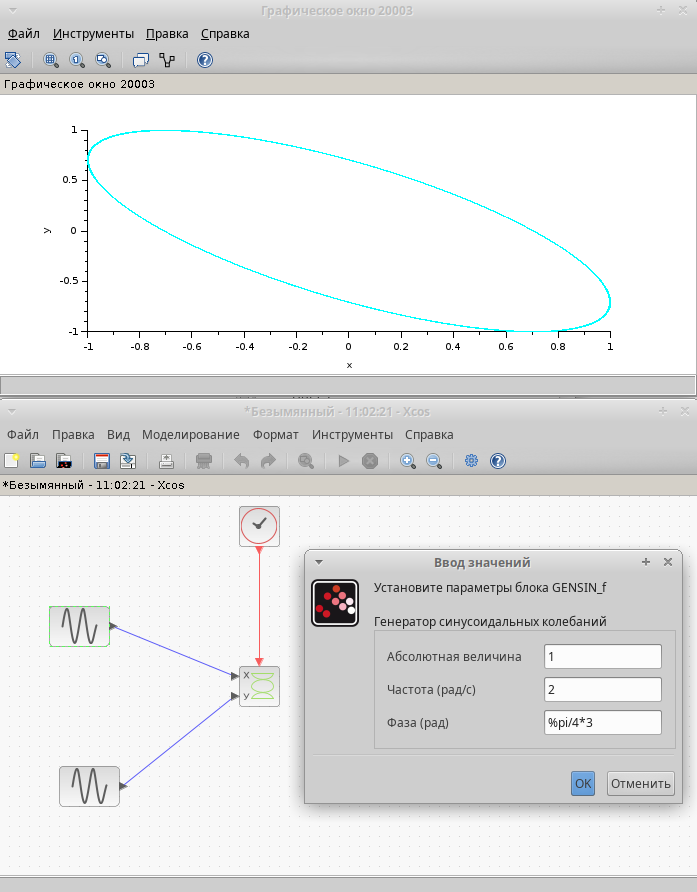 Графическое окно 20003
Файл Инструменты Правка Справка
Графическое окно 20003
1
0.5
0
-0.5
-1
y
-1 -0.8 -0.6 -0.4 -0.2 0 0.2 0.4 0.6 0.8 1
x
*Безымянный - 11:02:21 - Xcos
Файл Правка Вид Моделирование Формат Инструменты Справка
*Безымянный - 11:02:21 - Xcos
X
У
Ввод значений
Установите параметры блока GENSIN_f
Генератор синусоидальных колебаний
Абсолютная величина 1
Частота (рад/с) 2
Фаза (рад) %pi/4*3
OK Отменить